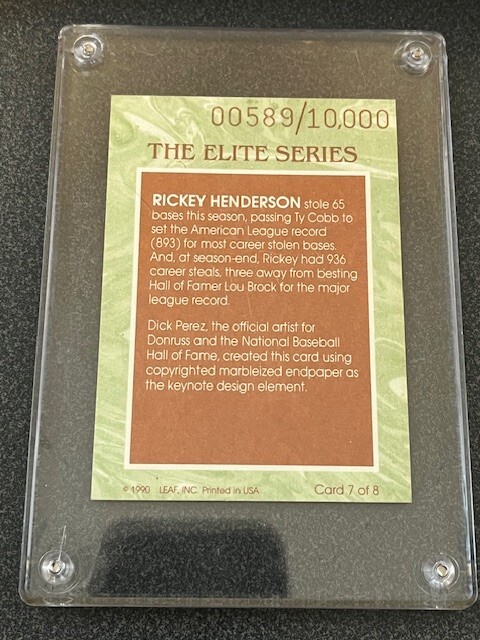 00589/10,000
THE ELITE SERIES
RICKEY HENDERSON stole 65
bases this season, passing Ty Cobb to
set the American League record
(893) for most career stolen bases.
And, at season-end, Rickey had 936
career steals, three away from besting
Hall of Famer Lou Brock for the major
league record.
Dick Perez, the official artist for
Donruss and the National Baseball
Hall of Fame, created this card using
copyrighted marbleized endpaper as
the keynote design element.
© 1990 LEAF, INC. Printed in USA
Card 7 of 8